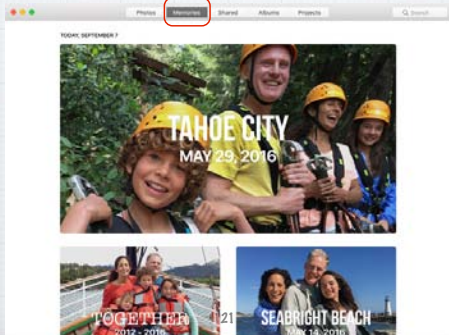 Photos Memories Shared Albums Projects Search
TODAY, SEPTEMBER 7
TAHOE CITY
MAY 29, 2016
TOGETHER
2012 - 2016
21
SEABRIGHT BEACH
MAY 14, 2016